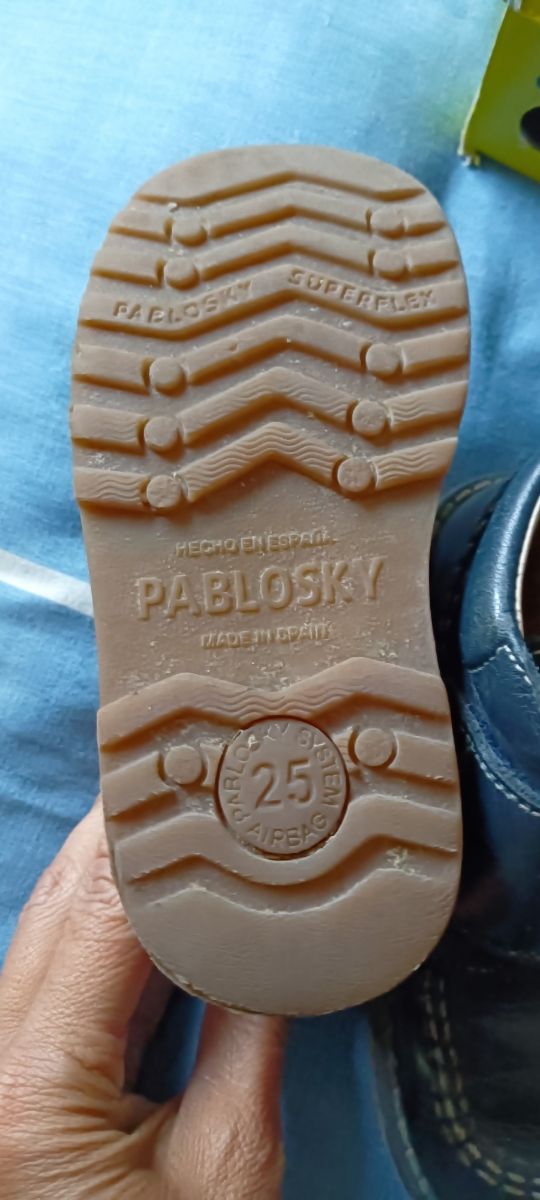 PABLOSKY SUPERFLEX
HECHO EN ESPAÑA
PABLOSKY
MADE IN SPAIN
PABLOSKY SYSTEM
25
AIRBAG